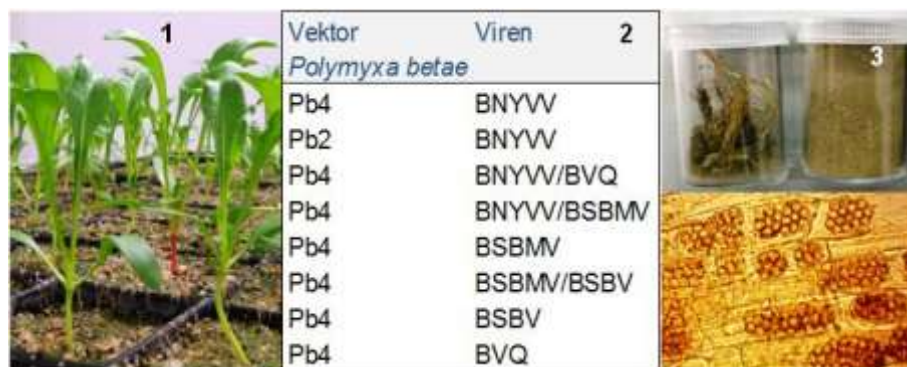 1
Vektor Viren 2
Polymyxa betae
Pb4 BNYVV
Pb2 BNYVV
Pb4 BNYVV/BVQ
Pb4 BNYVV/BSBMV
Pb4 BSBMV
Pb4 BSBMV/BSBV
Pb4 BSBV
Pb4 BVQ
3